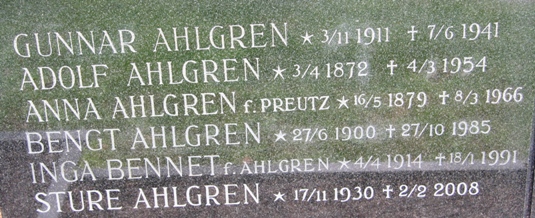 GUNNAR AHLGREN ★ 3/11 1911 ✝ 7/6 1941
ADOLF AHLGREN ★ 3/4 1872 ✝ 4/3 1954
ANNA AHLGREN f. PREUTZ ★ 16/5 1879 ✝ 8/3 1966
BENGT AHLGREN ★ 27/6 1900 ✝ 27/10 1985
INGA BENNET f. AHLGREN ★ 4/4 1914 ✝ 18/1 1991
STURE AHLGREN ★ 17/11 1930 ✝ 2/2 2008